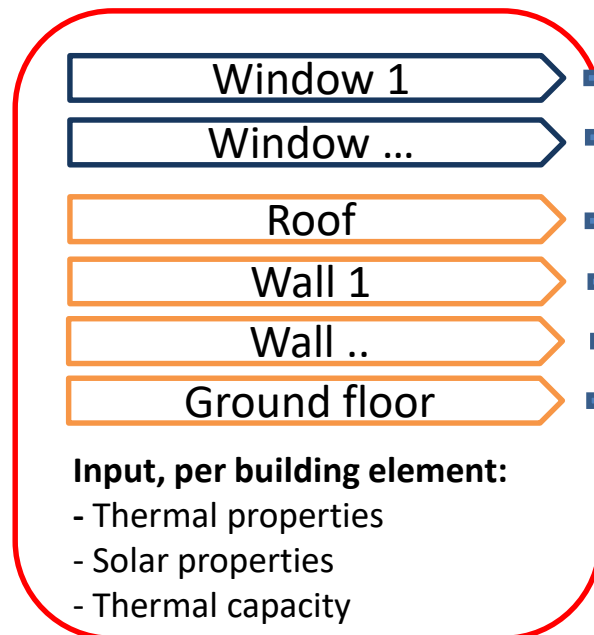 Window 1
Window ...
Roof
Wall 1
Wall ..
Ground floor
Input, per building element:
- Thermal properties
- Solar properties
- Thermal capacity